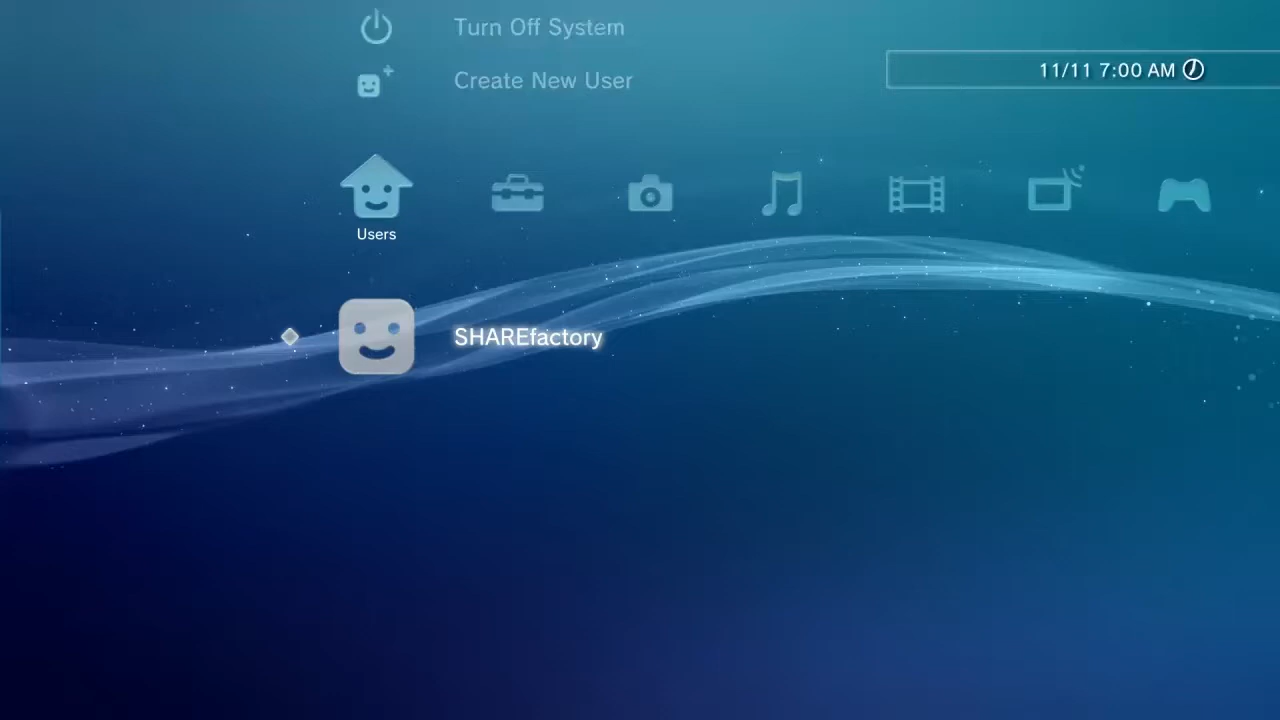 Turn Off System
Create New User
11/11 7:00 AM
Users
SHAREfactory